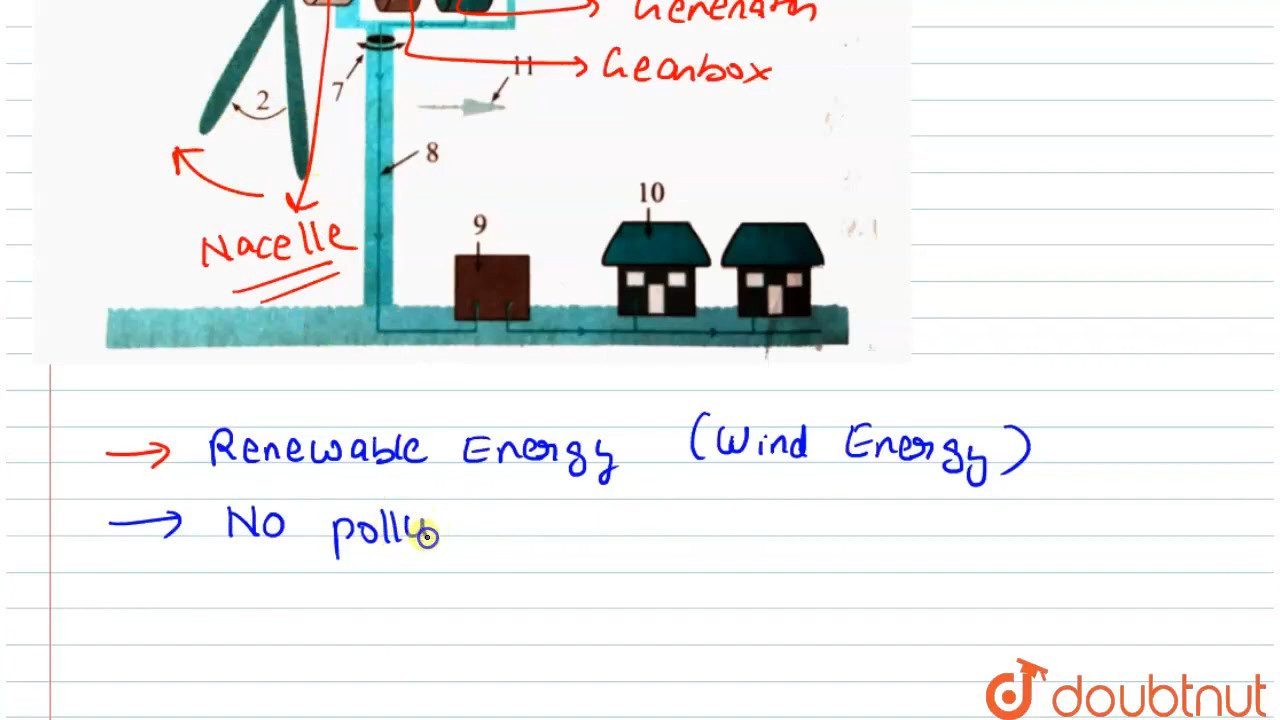 Generator
Gearbox
11
2
7
8
10
9
Nacelle
→ Renewable Energy (Wind Energy)
→ No pollu
doubtnut